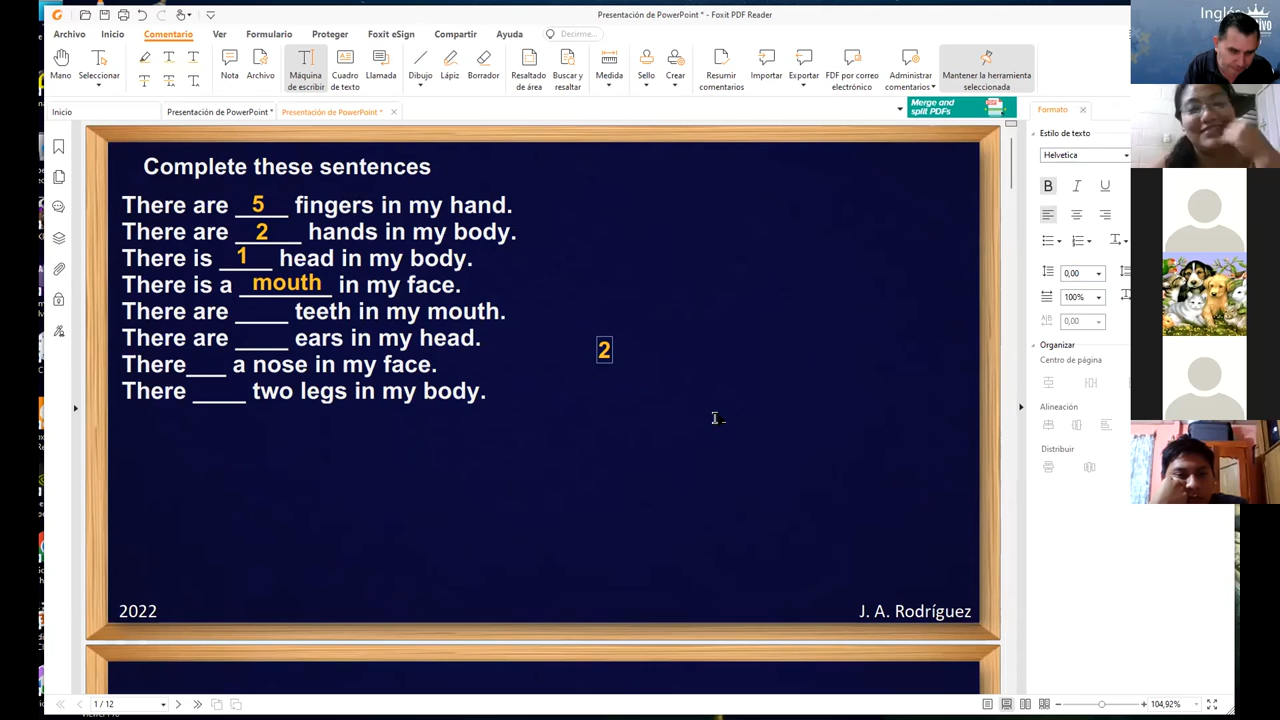 Presentación de PowerPoint * - Foxit PDF Reader
Archivo Inicio Comentario Ver Formulario Proteger Foxit eSign Compartir Ayuda Decirme...
Mano Seleccionar Nota Archivo Máquina de escribir Cuadro de texto Llamada Dibujo Lápiz Borrador Resaltado de área Buscar y resaltar Medida Sello Crear Resumir comentarios Importar Exportar FDF por correo electrónico Administrar comentarios Mantener la herramienta seleccionada
Inicio Presentación de PowerPoint * Presentación de PowerPoint *
Merge and split PDFs
Complete these sentences
There are __5__ fingers in my hand.
There are __2__ hands in my body.
There is __1__ head in my body.
There is a __mouth__ in my face.
There are ____ teeth in my mouth.
There are ____ ears in my head.
There___ a nose in my face.
There ____ two legs in my body.
2
2022
J. A. Rodríguez
Inglés
Formato
Estilo de texto
Helvetica
B I U
0,00
100%
0,00
Organizar
Centro de página
Alineación
Distribuir
1 / 12
104,92%